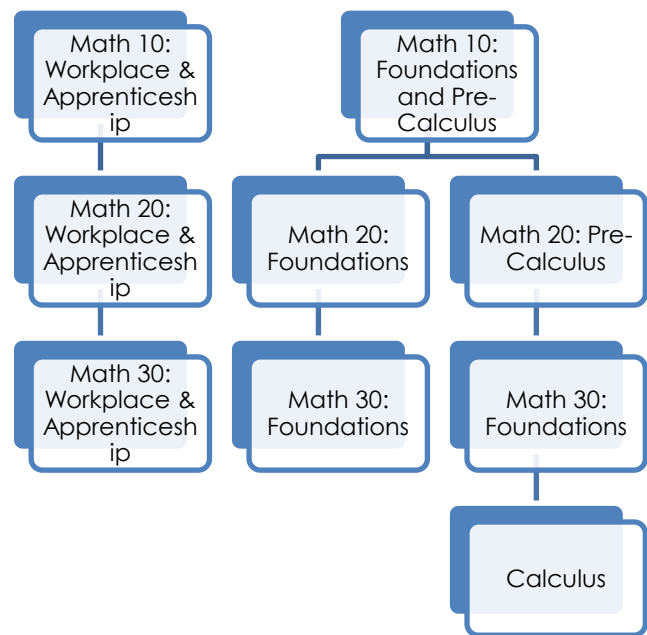 Math 10:
Workplace &
Apprenticesh
ip
Math 10:
Foundations
and Pre-
Calculus
Math 20:
Workplace &
Apprenticesh
ip
Math 20:
Foundations
Math 20: Pre-
Calculus
Math 30:
Workplace &
Apprenticesh
ip
Math 30:
Foundations
Math 30:
Foundations
Calculus